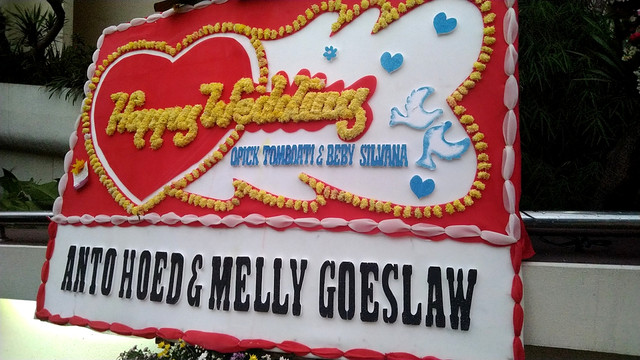 Happy Wedding
OPICK TOMBOATI & BEBY SILVANA
ANTO HOED & MELLY GOESLAW